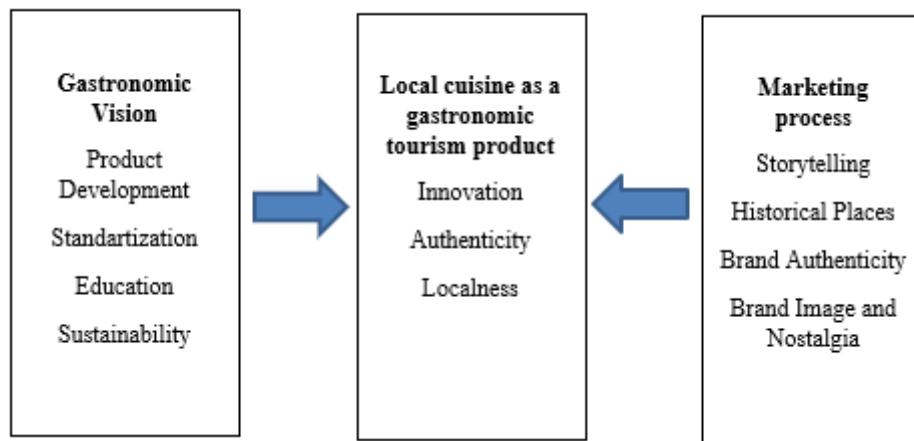 Gastronomic
Vision
Product
Development
Standartization
Education
Sustainability
Local cuisine as a
gastronomic
tourism product
Innovation
Authenticity
Localness
Marketing
process
Storytelling
Historical Places
Brand Authenticity
Brand Image and
Nostalgia